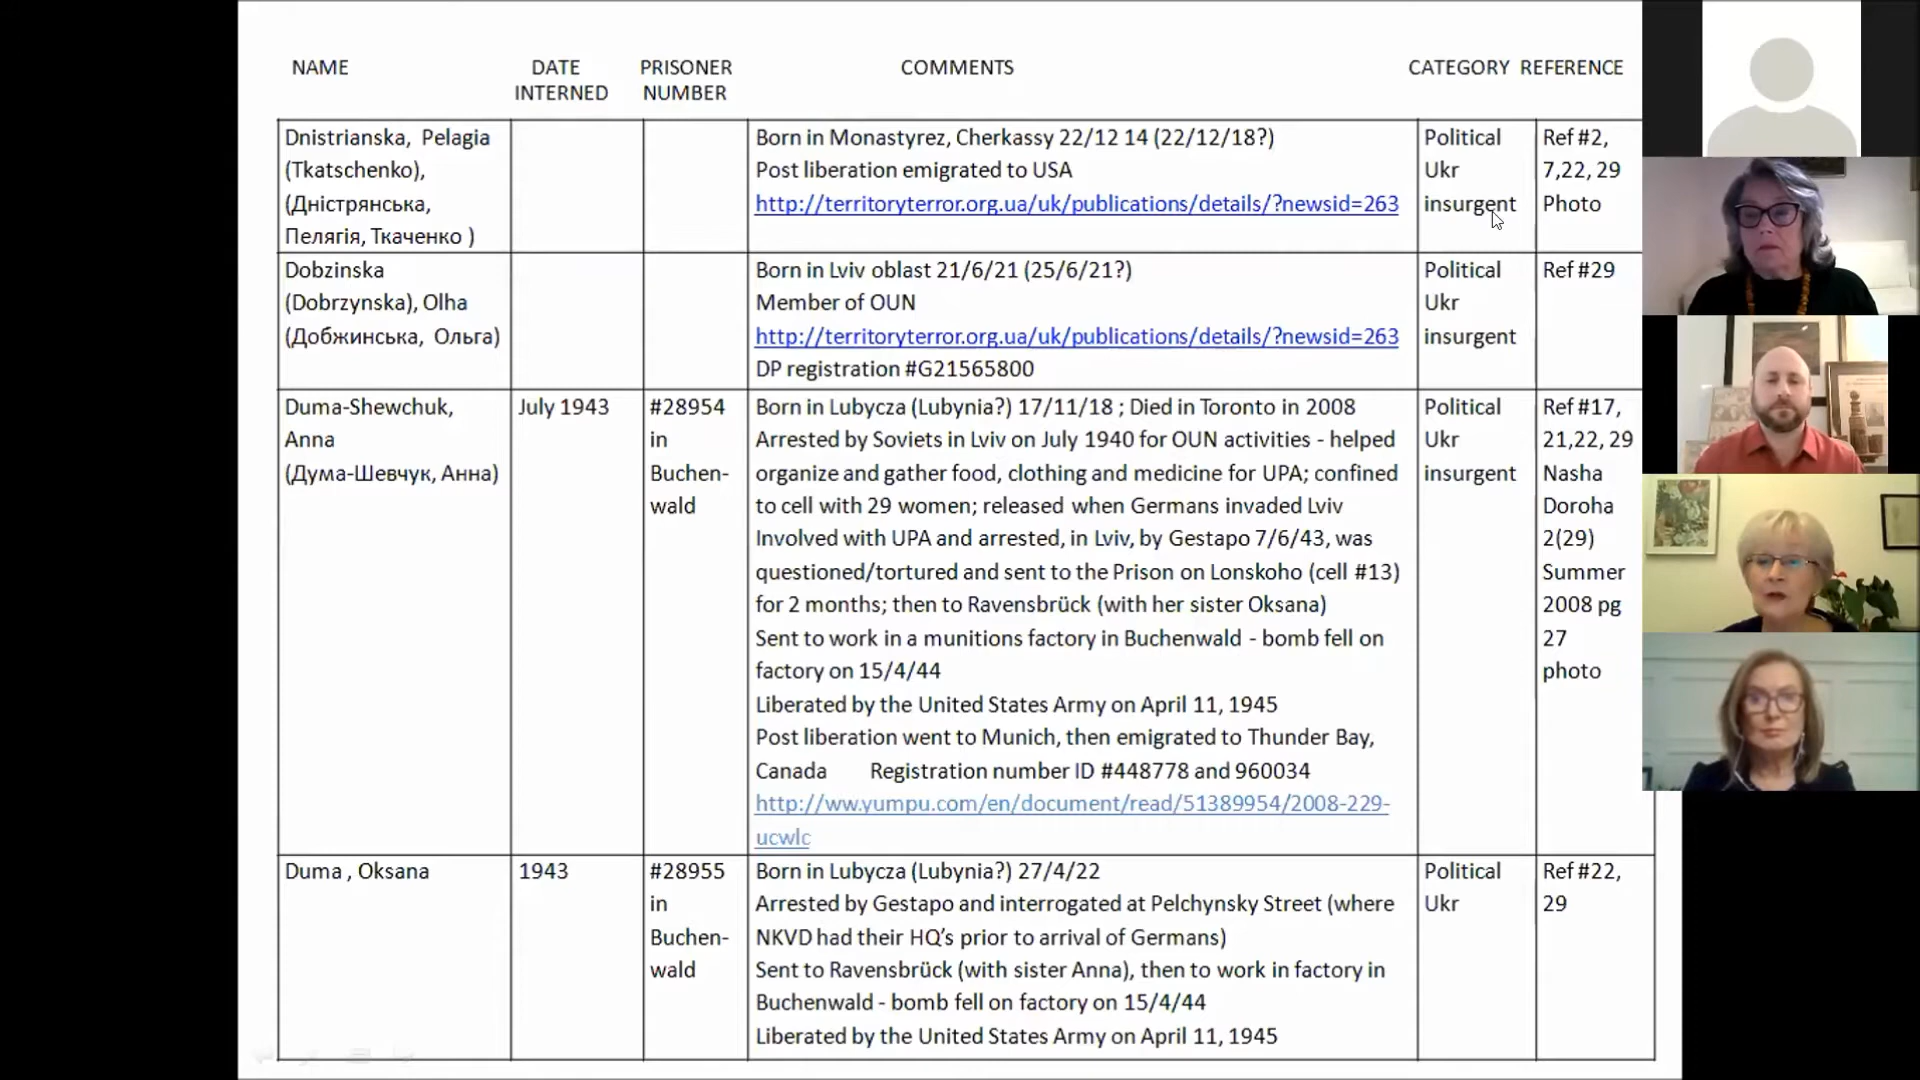 NAME
DATE INTERNED
PRISONER NUMBER
COMMENTS
CATEGORY
REFERENCE
Dnistrianska, Pelagia
(Tkatschenko),
(Дністрянська,
Пелягія, Ткаченко )
Born in Monastyrez, Cherkassy 22/12 14 (22/12/18?)
Post liberation emigrated to USA
http://territoryterror.org.ua/uk/publications/details/?newsid=263
Political
Ukr
insurgent
Ref #2,
7,22, 29
Photo
Dobzinska
(Dobrzynska), Olha
(Добжинська, Ольга)
Born in Lviv oblast 21/6/21 (25/6/21?)
Member of OUN
http://territoryterror.org.ua/uk/publications/details/?newsid=263
DP registration #G21565800
Political
Ukr
insurgent
Ref #29
Duma-Shewchuk,
Anna
(Дума-Шевчук, Анна)
July 1943
#28954
in
Buchen-
wald
Born in Lubycza (Lubynia?) 17/11/18 ; Died in Toronto in 2008
Arrested by Soviets in Lviv on July 1940 for OUN activities - helped
organize and gather food, clothing and medicine for UPA; confined
to cell with 29 women; released when Germans invaded Lviv
Involved with UPA and arrested, in Lviv, by Gestapo 7/6/43, was
questioned/tortured and sent to the Prison on Lonskoho (cell #13)
for 2 months; then to Ravensbrück (with her sister Oksana)
Sent to work in a munitions factory in Buchenwald - bomb fell on
factory on 15/4/44
Liberated by the United States Army on April 11, 1945
Post liberation went to Munich, then emigrated to Thunder Bay,
Canada Registration number ID #448778 and 960034
http://ww.yumpu.com/en/document/read/51389954/2008-229-
ucwlc
Political
Ukr
insurgent
Ref #17,
21,22, 29
Nasha
Doroha
2(29)
Summer
2008 pg
27
photo
Duma , Oksana
1943
#28955
in
Buchen-
wald
Born in Lubycza (Lubynia?) 27/4/22
Arrested by Gestapo and interrogated at Pelchynsky Street (where
NKVD had their HQ's prior to arrival of Germans)
Sent to Ravensbrück (with sister Anna), then to work in factory in
Buchenwald - bomb fell on factory on 15/4/44
Liberated by the United States Army on April 11, 1945
Political
Ukr
Ref #22,
29